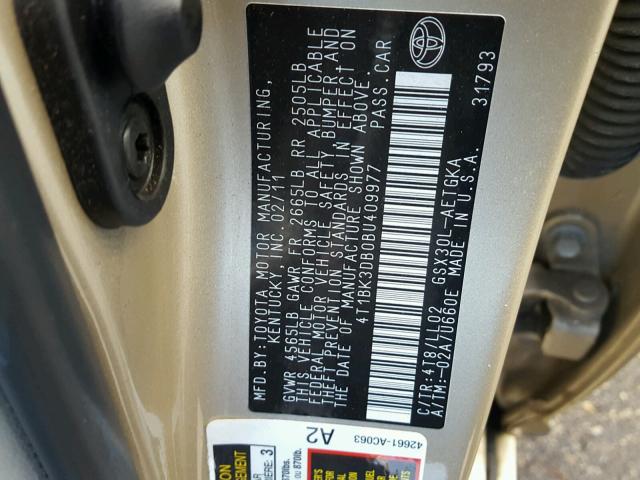 MFD. BY: TOYOTA MOTOR MANUFACTURING,
KENTUCKY, INC. 02/11
GVWR 4565LB GAWR FR 2665LB RR 2505LB
THIS VEHICLE CONFORMS TO ALL APPLICABLE
FEDERAL MOTOR VEHICLE SAFETY, BUMPER AND
THEFT PREVENTION STANDARDS IN EFFECT ON
THE DATE OF MANUFACTURE SHOWN ABOVE.
4T1BK3DB0BU409977 PASS. CAR
C/TR:4T8/LL02 GSX30L-AETGKA
A/TM:-02A/U660E MADE IN U.S.A.
31793
42661-AC063
A2